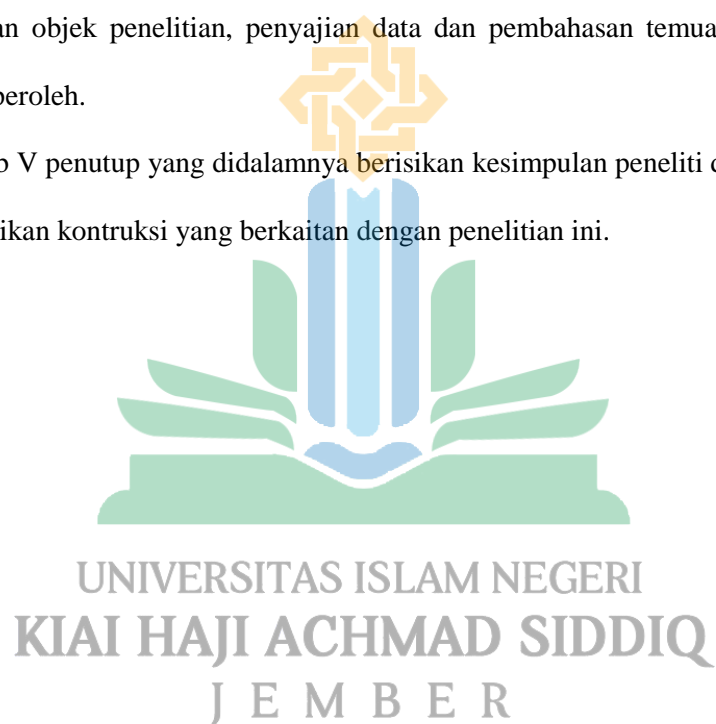 an objek penelitian, penyajian data dan pembahasan temua
peroleh.
b V penutup yang didalamnya berisikan kesimpulan peneliti
ikan kontruksi yang berkaitan dengan penelitian ini.
UNIVERSITAS ISLAM NEGERI
KIAI HAJI ACHMAD SIDDIQ
JEMBER